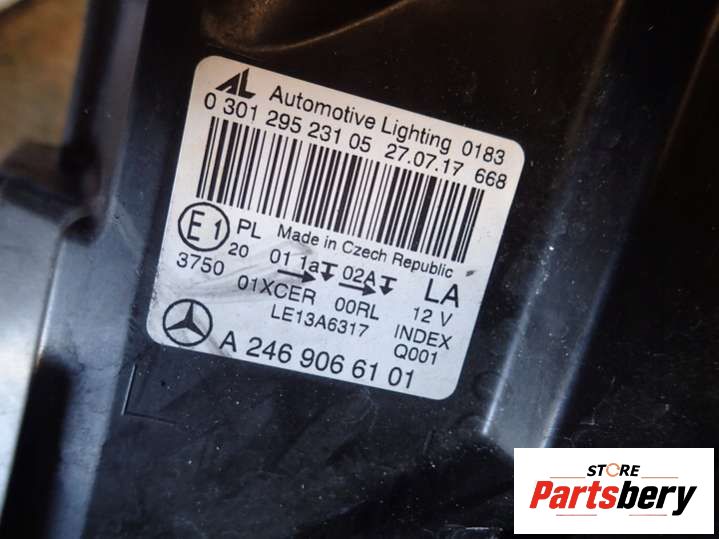 AL Automotive Lighting 0183
0 301 295 231 05 27.07.17 668
E1 PL Made in Czech Republic
20 01 1a 02A LA
3750 01XCER 00RL 12 V
LE13A6317 INDEX
Q001
A 246 906 61 01
STORE
Partsbery